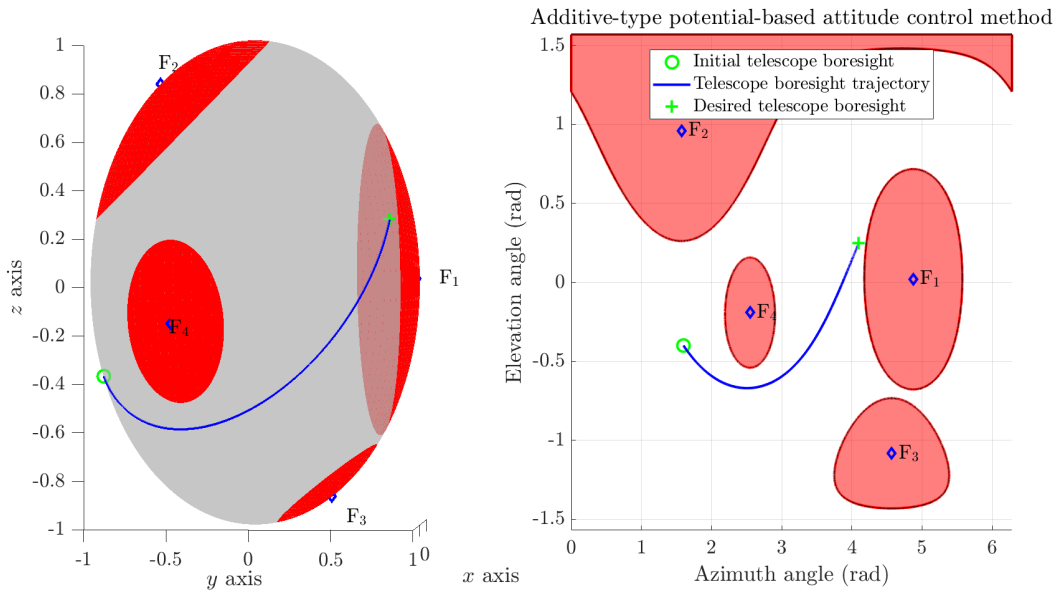 Additive-type potential-based attitude control method
F2
1
0.8
0.6
0.4
0.2
0
-0.2
-0.4
-0.6
-0.8
-1
z axis
F1
F4
F3
-1
-0.5
0
0.5
1
0
y axis
x axis
Initial telescope boresight
Telescope boresight trajectory
Desired telescope boresight
1.5
1
0.5
0
-0.5
-1
-1.5
Elevation angle (rad)
F2
F1
F4
F3
0
1
2
3
4
5
6
Azimuth angle (rad)